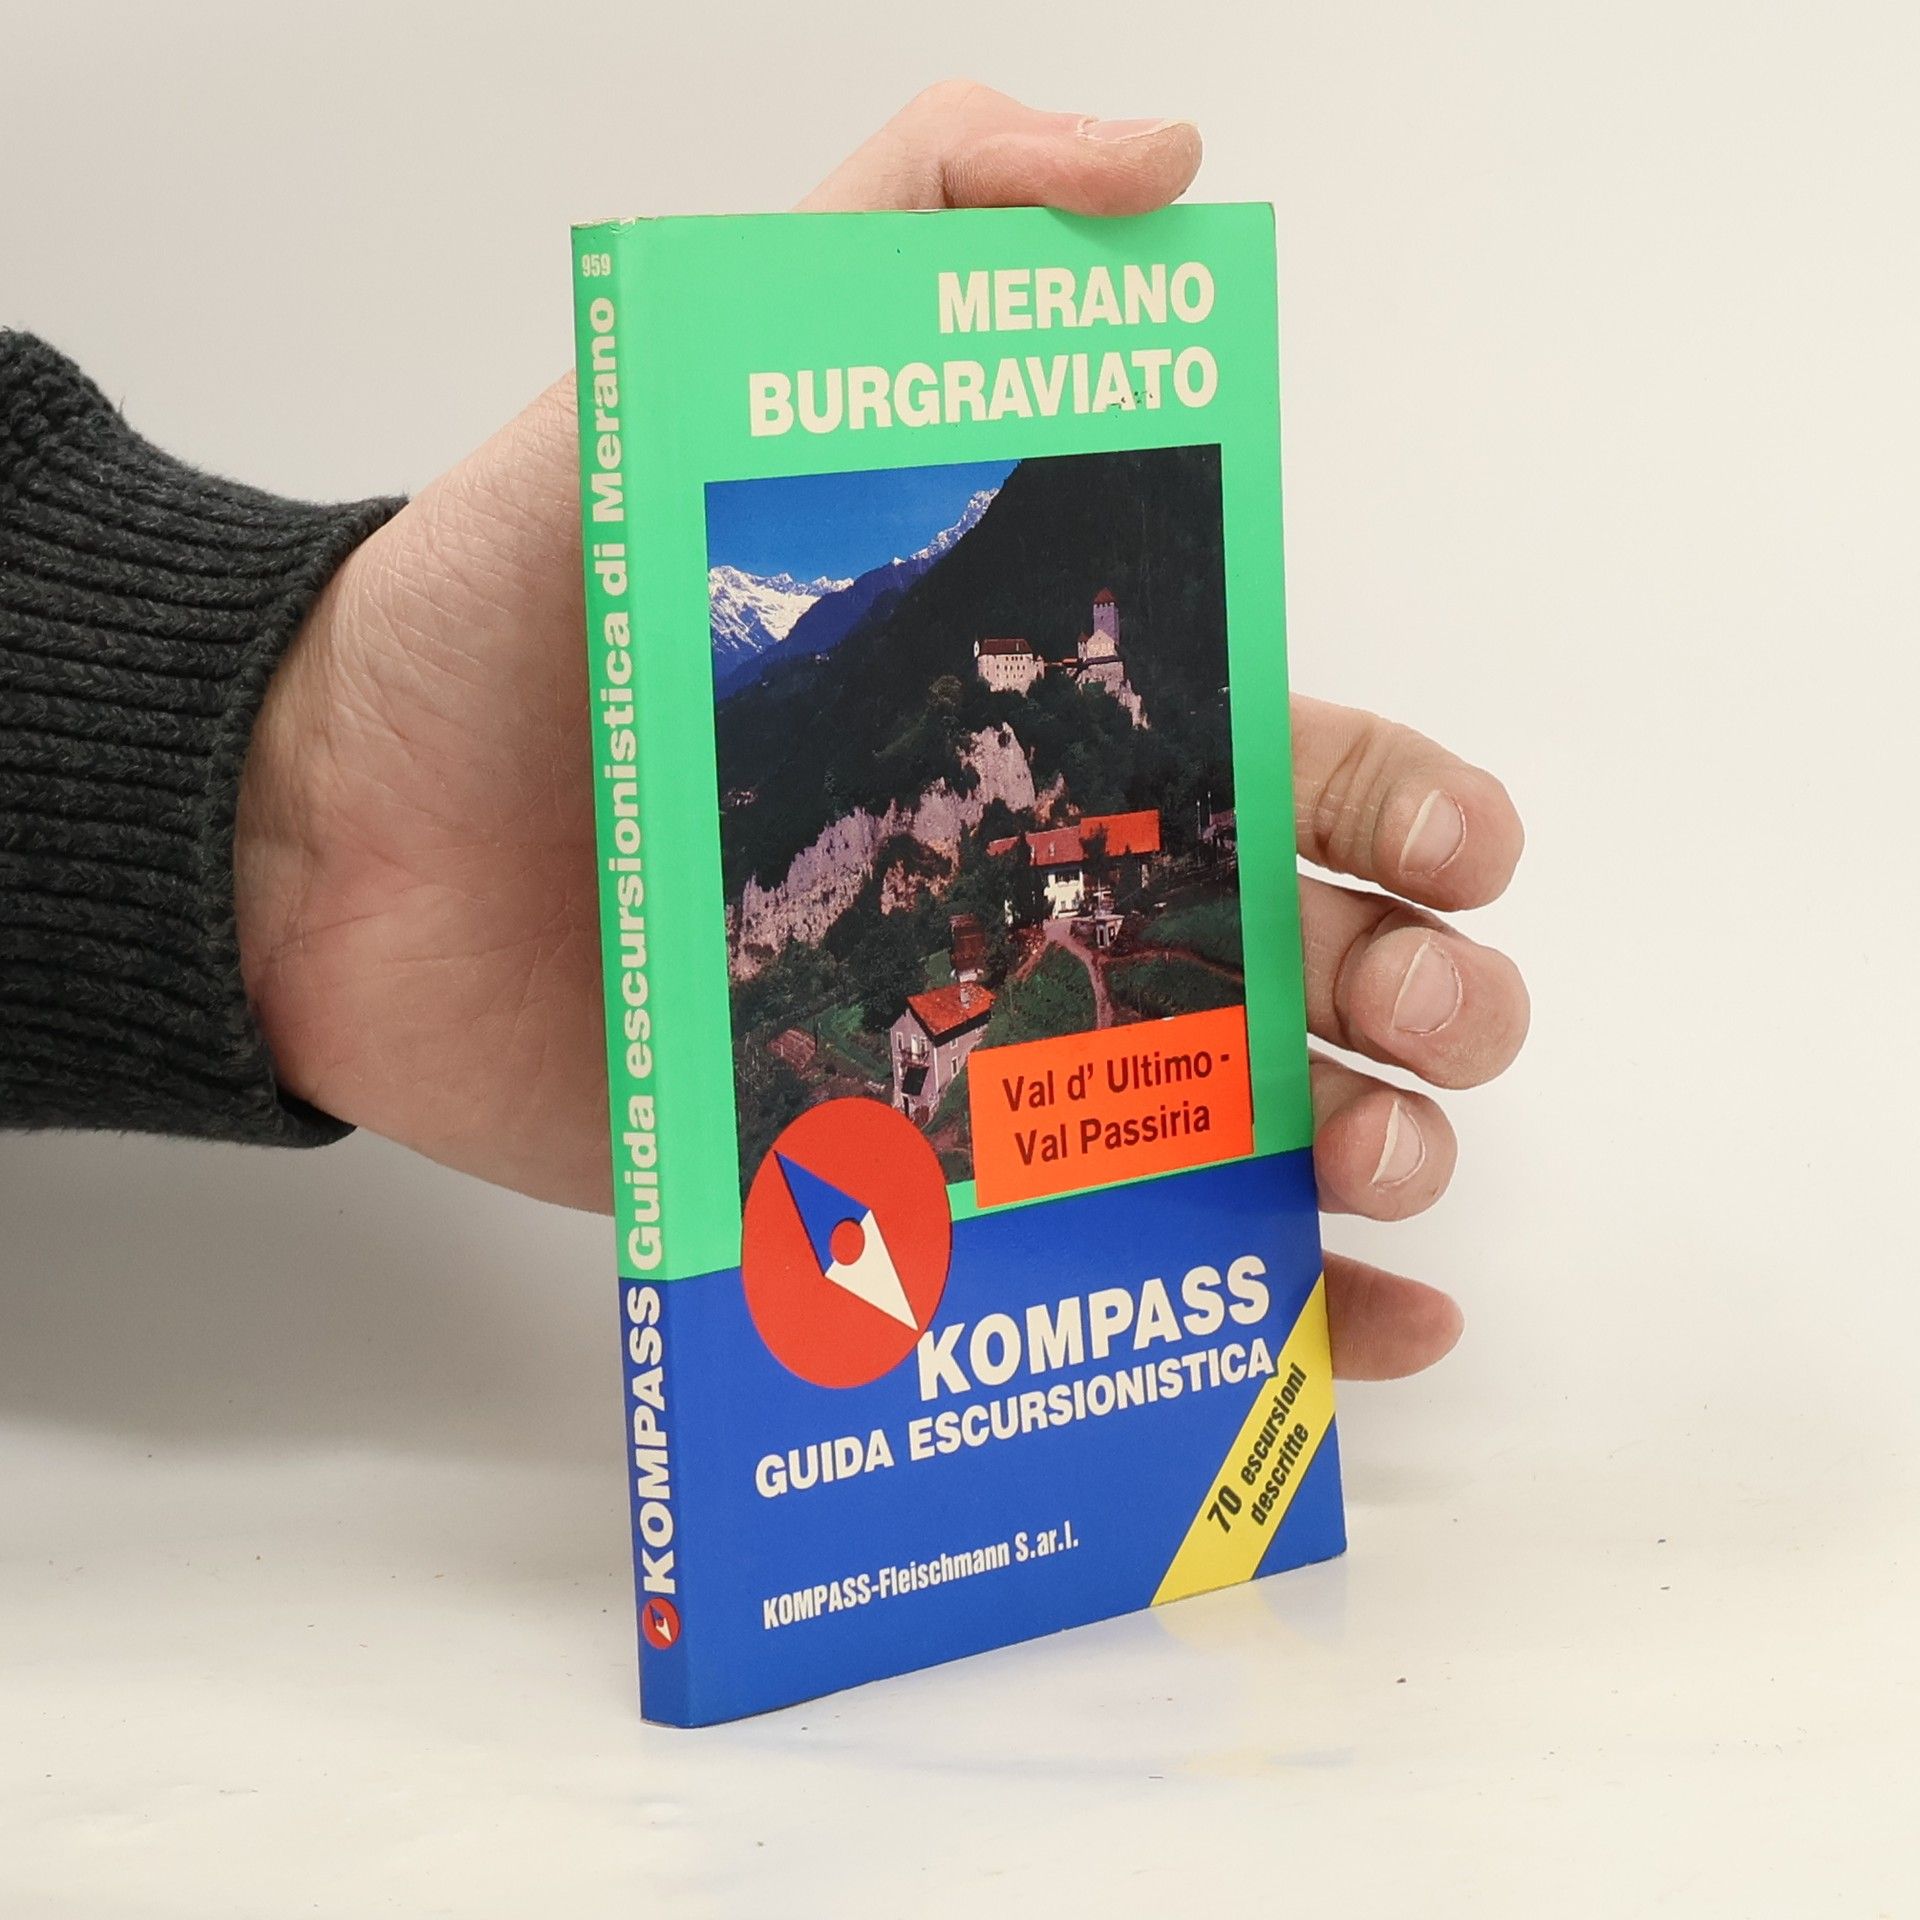 959
KOMPASS Guida escursionistica di Merano
MERANO
BURGRAVIATO
Val d' Ultimo -
Val Passiria
KOMPASS
GUIDA ESCURSIONISTICA
70 escursioni
descritte
KOMPASS-Fleischmann S.ar.l.